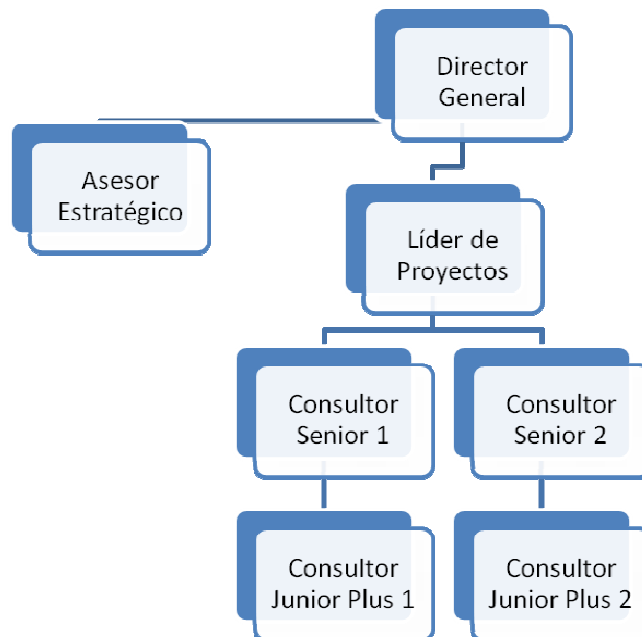 Director
General
Asesor
Estratégico
Líder de
Proyectos
Consultor
Senior 1
Consultor
Senior 2
Consultor
Junior Plus 1
Consultor
Junior Plus 2